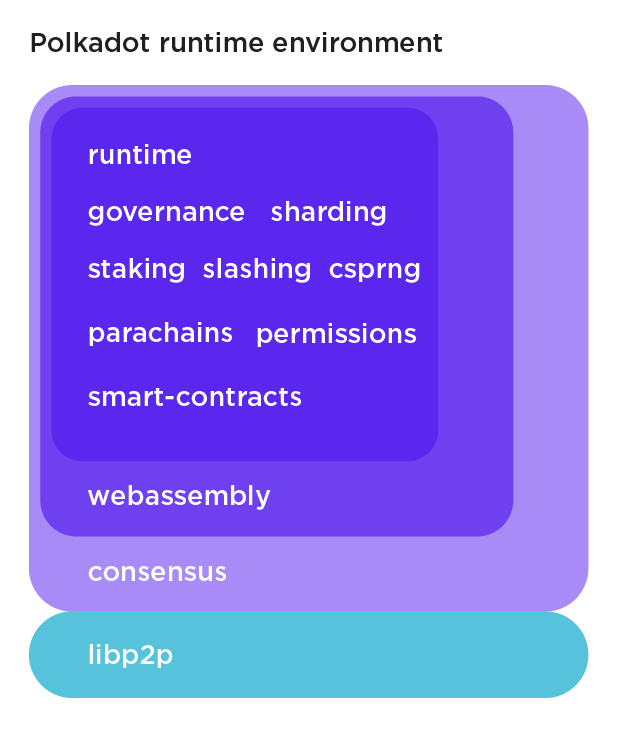 Polkadot runtime environment
runtime
governance sharding
staking slashing csprng
parachains permissions
smart-contracts
webassembly
consensus
libp2p